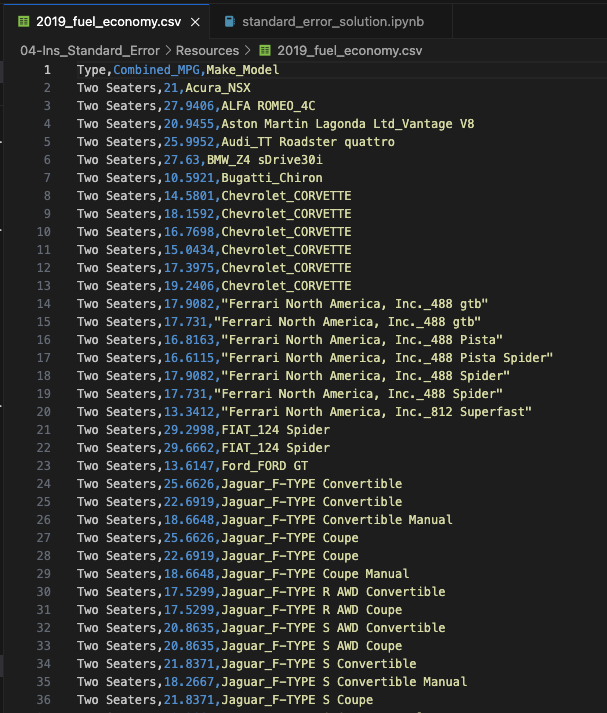 2019_fuel_economy.csv × standard_error_solution.ipynb
04-Ins_Standard_Error > Resources > 2019_fuel_economy.csv
1 Type,Combined_MPG,Make_Model
2 Two Seaters,21,Acura_NSX
3 Two Seaters,27.9406,ALFA ROMEO_4C
4 Two Seaters,20.9455,Aston Martin Lagonda Ltd_Vantage V8
5 Two Seaters,25.9952,Audi_TT Roadster quattro
6 Two Seaters,27.63,BMW_Z4 sDrive30i
7 Two Seaters,10.5921,Bugatti_Chiron
8 Two Seaters,14.5801,Chevrolet_CORVETTE
9 Two Seaters,18.1592,Chevrolet_CORVETTE
10 Two Seaters,16.7698,Chevrolet_CORVETTE
11 Two Seaters,15.0434,Chevrolet_CORVETTE
12 Two Seaters,17.3975,Chevrolet_CORVETTE
13 Two Seaters,19.2406,Chevrolet_CORVETTE
14 Two Seaters,17.9082,"Ferrari North America, Inc._488 gtb"
15 Two Seaters,17.731,"Ferrari North America, Inc._488 gtb"
16 Two Seaters,16.8163,"Ferrari North America, Inc._488 Pista"
17 Two Seaters,16.6115,"Ferrari North America, Inc._488 Pista Spider"
18 Two Seaters,17.9082,"Ferrari North America, Inc._488 Spider"
19 Two Seaters,17.731,"Ferrari North America, Inc._488 Spider"
20 Two Seaters,13.3412,"Ferrari North America, Inc._812 Superfast"
21 Two Seaters,29.2998,FIAT_124 Spider
22 Two Seaters,29.6662,FIAT_124 Spider
23 Two Seaters,13.6147,Ford_FORD GT
24 Two Seaters,25.6626,Jaguar_F-TYPE Convertible
25 Two Seaters,22.6919,Jaguar_F-TYPE Convertible
26 Two Seaters,18.6648,Jaguar_F-TYPE Convertible Manual
27 Two Seaters,25.6626,Jaguar_F-TYPE Coupe
28 Two Seaters,22.6919,Jaguar_F-TYPE Coupe
29 Two Seaters,18.6648,Jaguar_F-TYPE Coupe Manual
30 Two Seaters,17.5299,Jaguar_F-TYPE R AWD Convertible
31 Two Seaters,17.5299,Jaguar_F-TYPE R AWD Coupe
32 Two Seaters,20.8635,Jaguar_F-TYPE S AWD Convertible
33 Two Seaters,20.8635,Jaguar_F-TYPE S AWD Coupe
34 Two Seaters,21.8371,Jaguar_F-TYPE S Convertible
35 Two Seaters,18.2667,Jaguar_F-TYPE S Convertible Manual
36 Two Seaters,21.8371,Jaguar_F-TYPE S Coupe